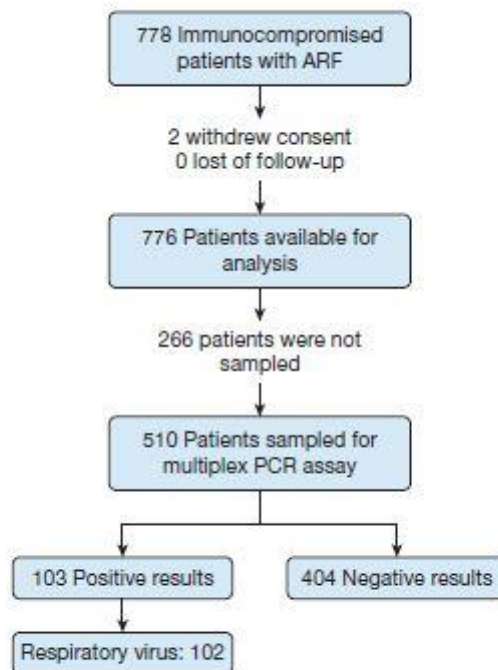 778 Immunocompromised
patients with ARF
2 withdrew consent
0 lost of follow-up
776 Patients available for
analysis
266 patients were not
sampled
510 Patients sampled for
multiplex PCR assay
103 Positive results
404 Negative results
Respiratory virus: 102